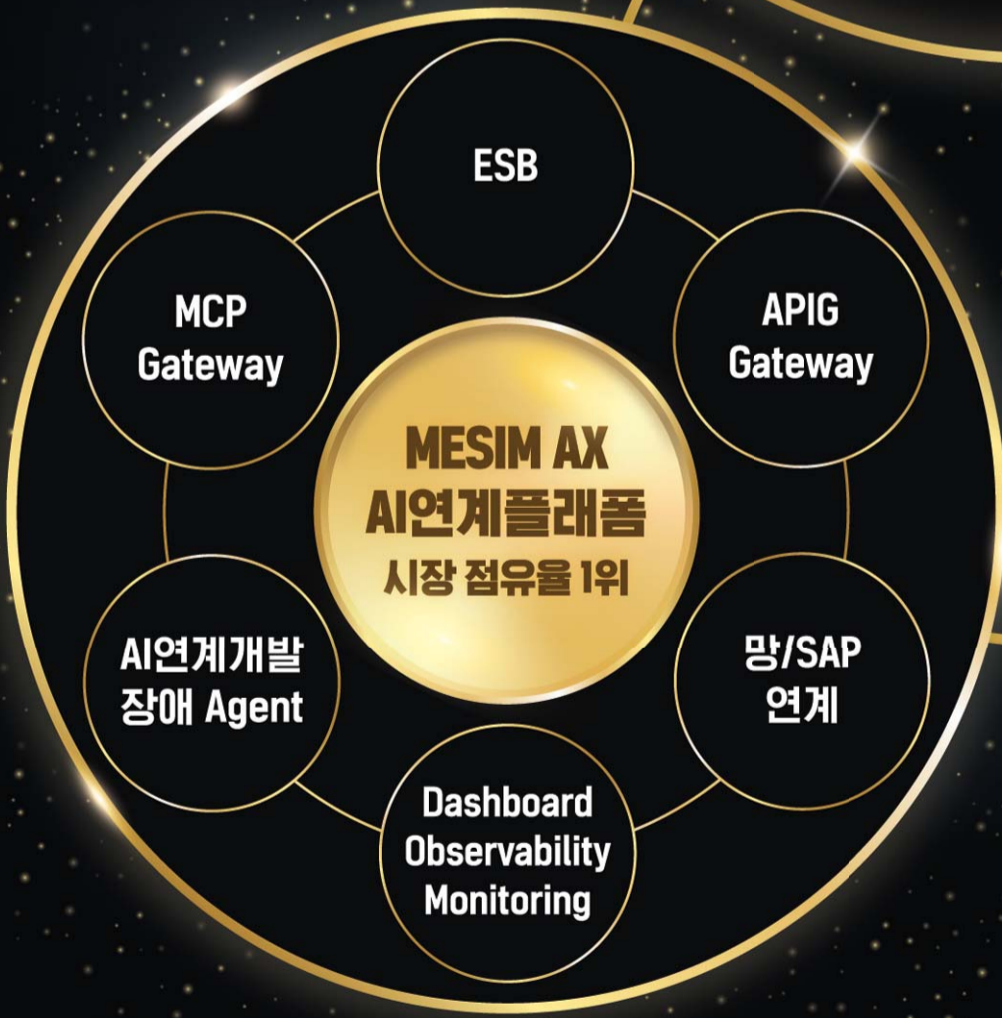 ESB
MCP
Gateway
APIG
Gateway
MESIM AX
AI연계플래폼
시장 점유율 1위
AI연계개발
장애 Agent
망/SAP
연계
Dashboard
Observability
Monitoring